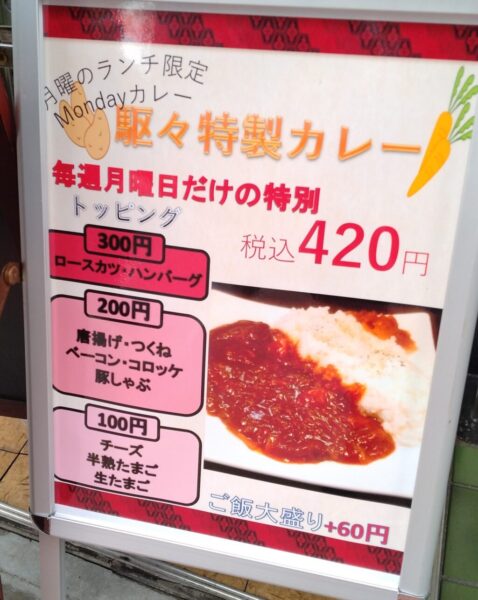 月曜のランチ限定
Mondayカレー
駆々特製カレー
毎週月曜日だけの特別
税込420円
トッピング
300円
ロースカツ・ハンバーグ
200円
唐揚げ・つくね
ベーコン・コロッケ
豚しゃぶ
100円
チーズ
半熟たまご
生たまご
ご飯大盛り+60円